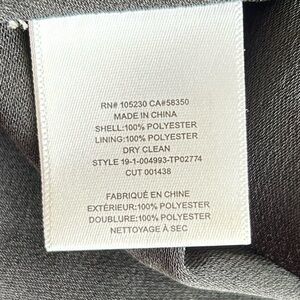 RN# 105230 CA#58350
MADE IN CHINA
SHELL:100% POLYESTER
LINING:100% POLYESTER
DRY CLEAN
STYLE 19-1-004993-TP02774
CUT 001438
FABRIQUÉ EN CHINE
EXTÉRIEUR:100% POLYESTER
DOUBLURE:100% POLYESTER
NETTOYAGE À SEC